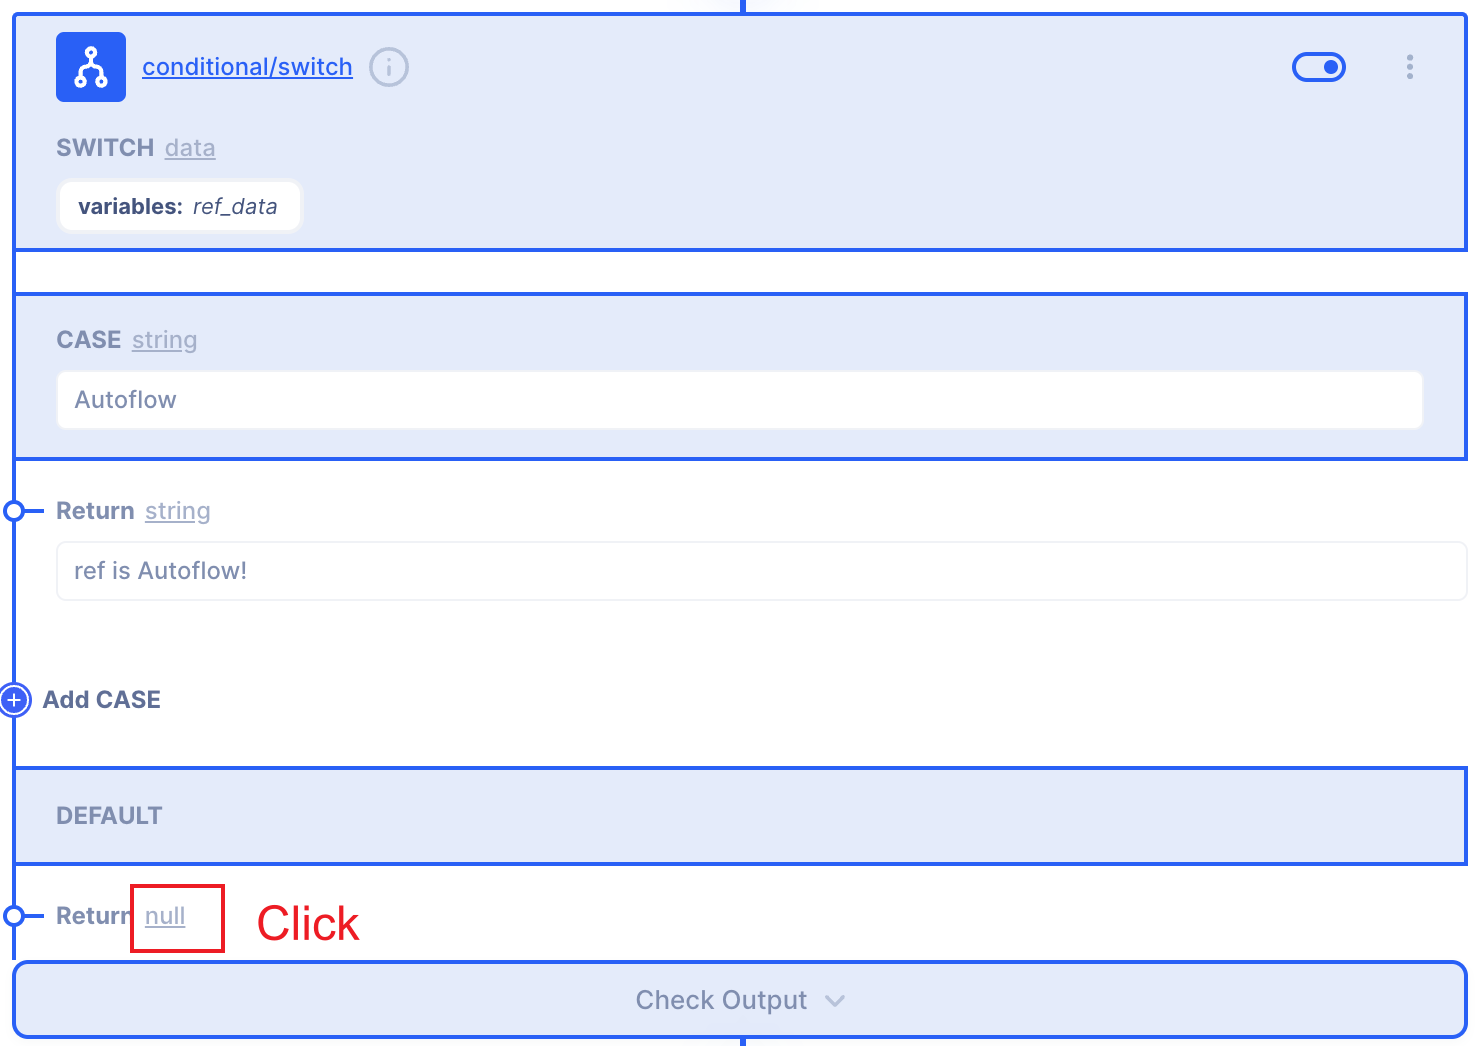 conditional/switch
SWITCH data
variables: ref_data
CASE string
Autoflow
Return string
ref is Autoflow!
Add CASE
DEFAULT
Return null
Click
Check Output